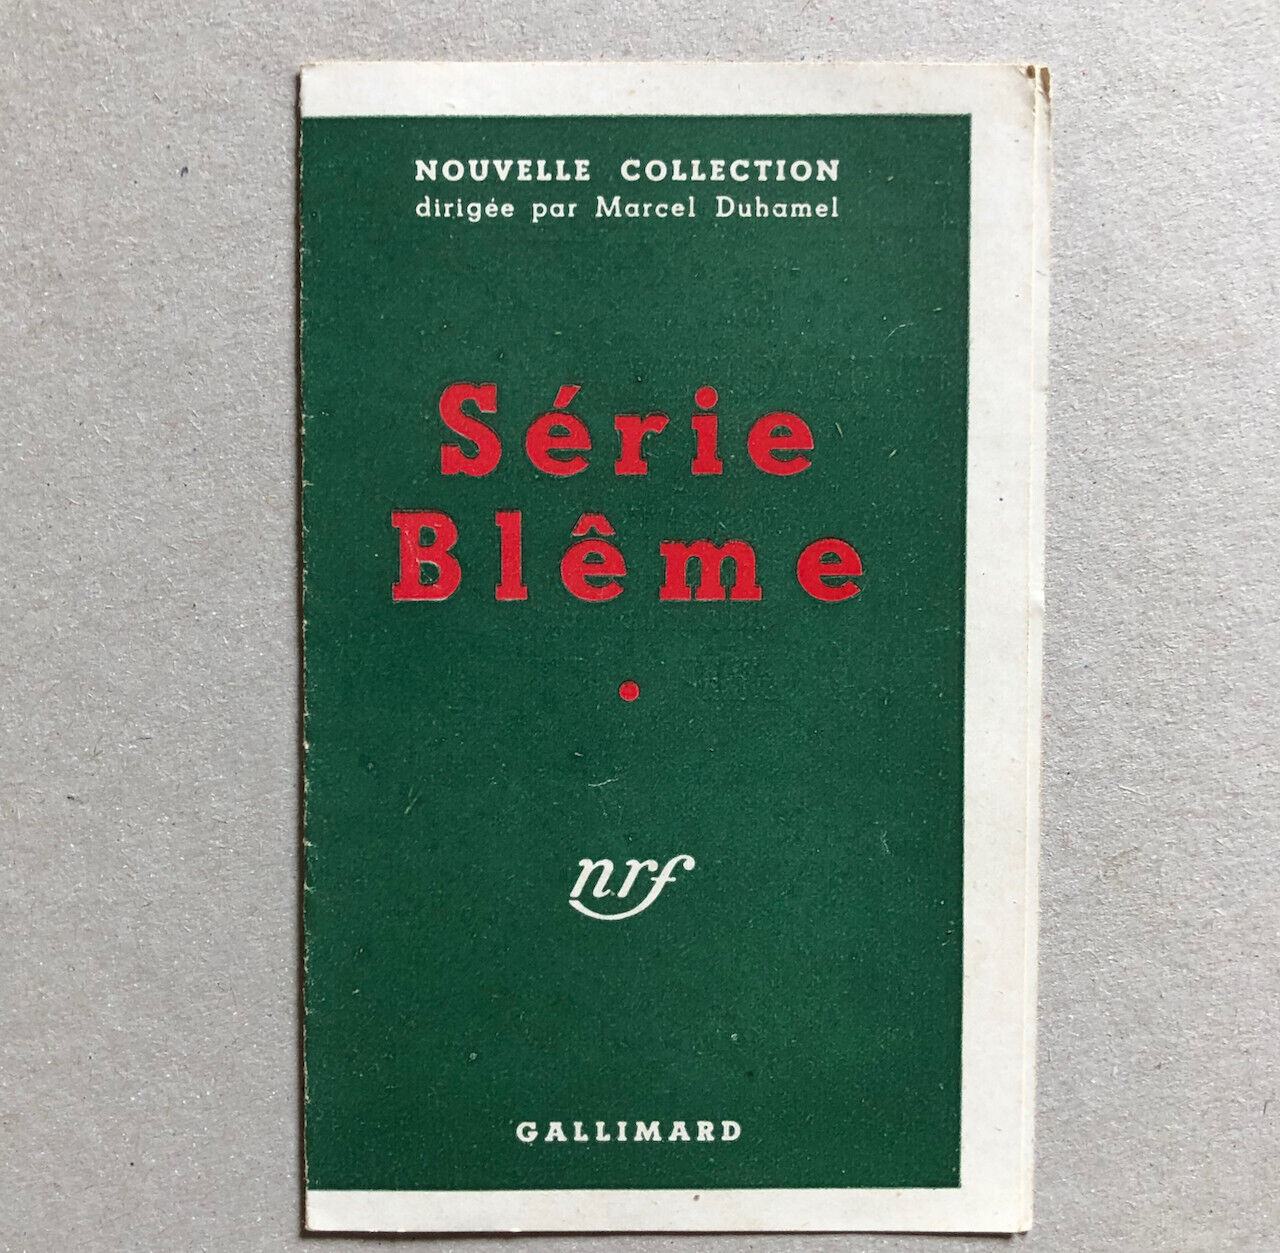 NOUVELLE COLLECTION
dirigée par Marcel Duhamel
Série
Blême
nrf
GALLIMARD